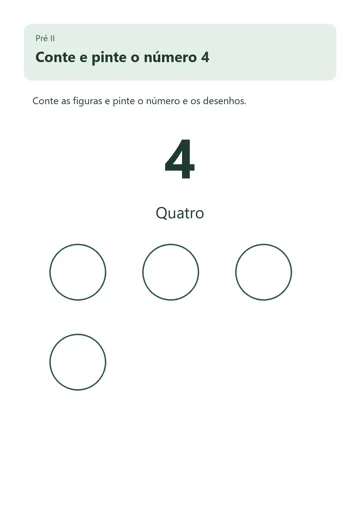 Pré II
Conte e pinte o número 4
Conte as figuras e pinte o número e os desenhos.
4
Quatro